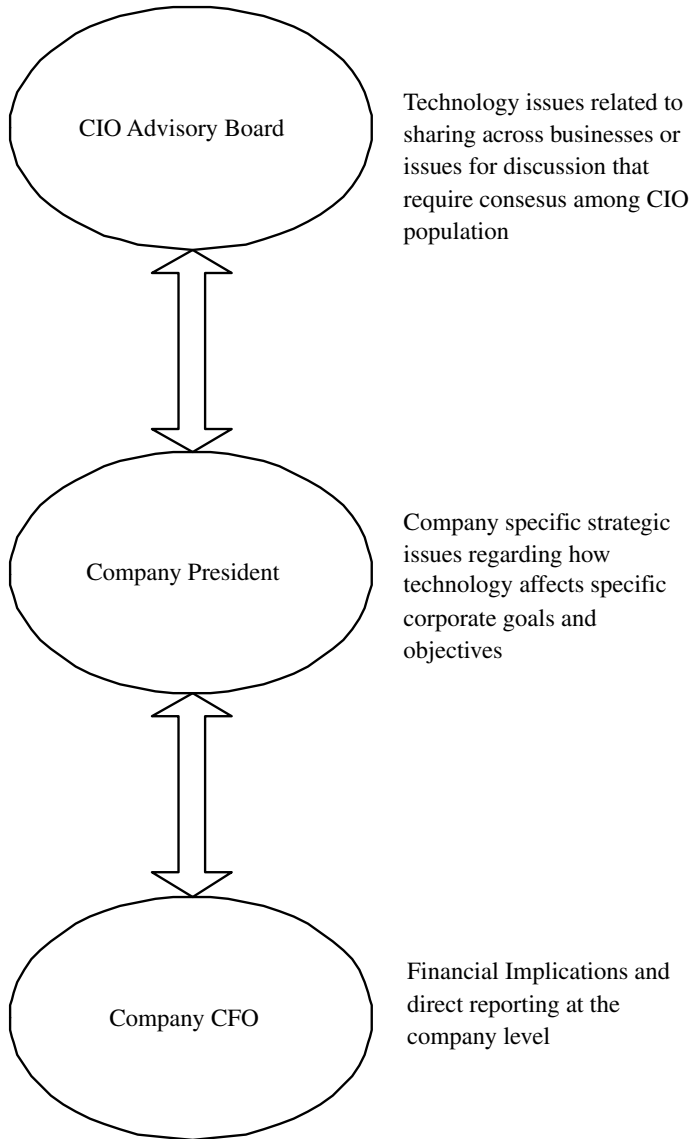 CIO Advisory Board
Technology issues related to
sharing across businesses or
issues for discussion that
require consesus among CIO
population
Company President
Company specific strategic
issues regarding how
technology affects specific
corporate goals and
objectives
Company CFO
Financial Implications and
direct reporting at the
company level